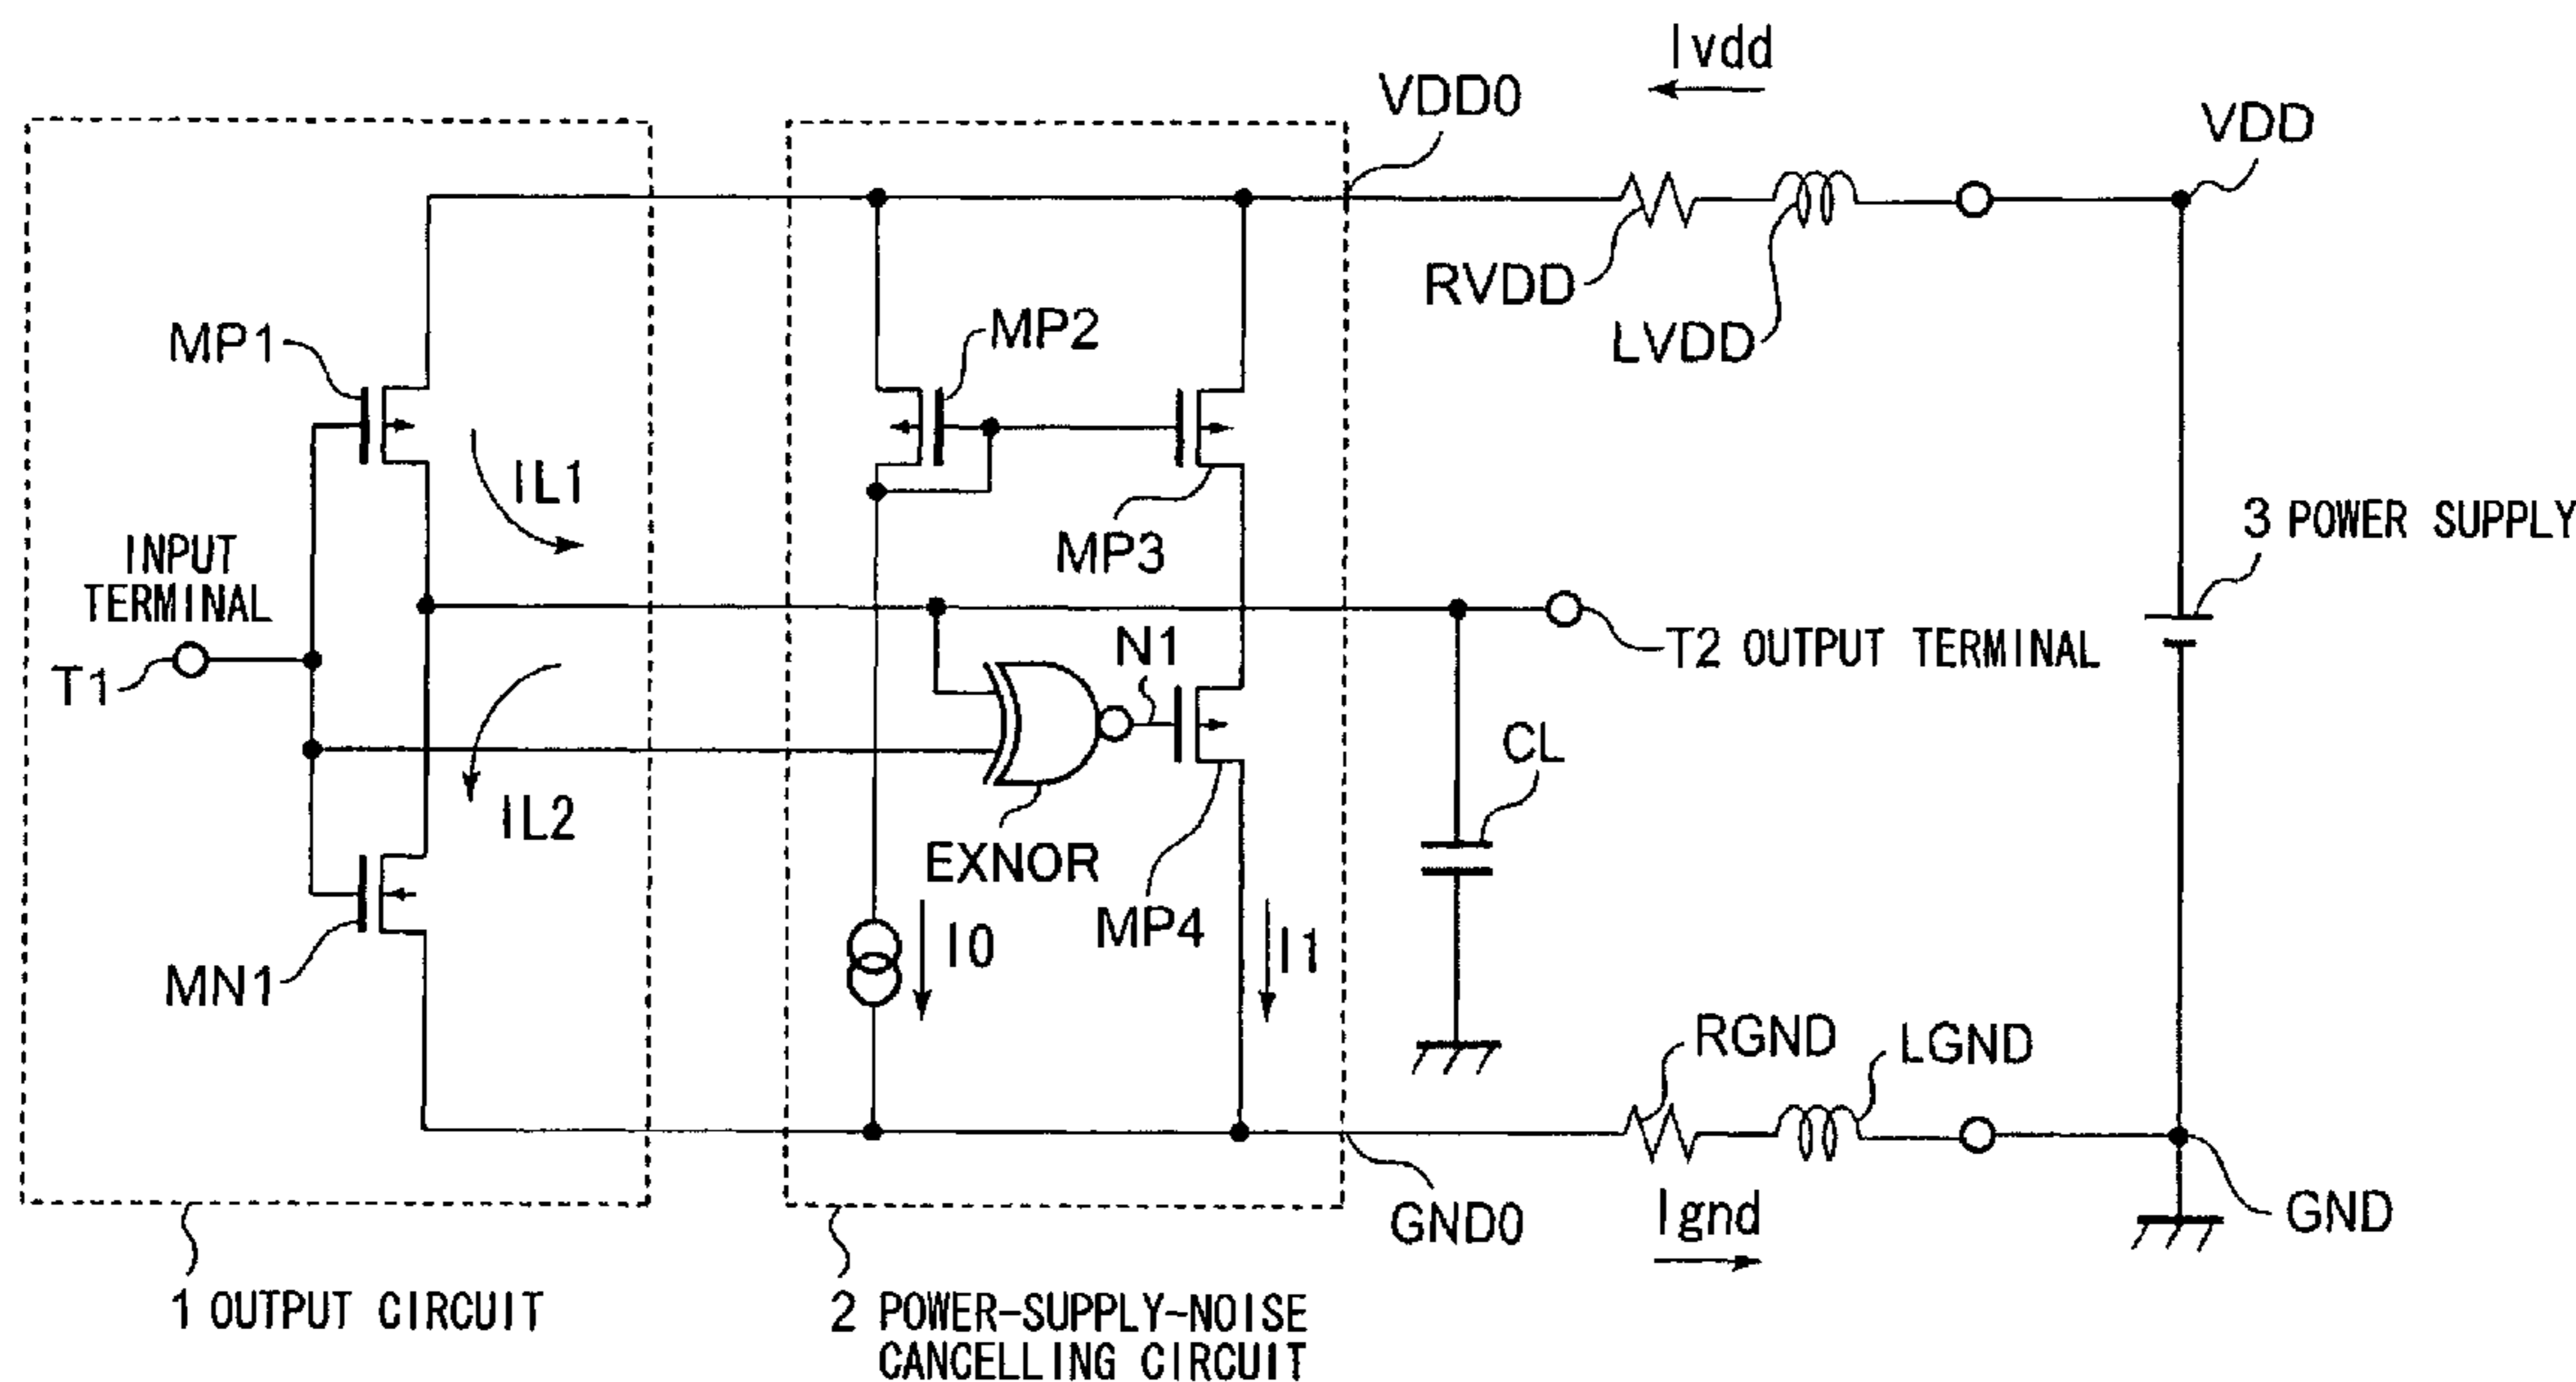 Ivdd
VDD0
VDD
RVDD
LVDD
MP1
MP2
IL1
MP3
3 POWER SUPPLY
INPUT
TERMINAL
T1
N1
T2 OUTPUT TERMINAL
CL
IL2
EXNOR
MP4
I0
I1
MN1
RGND
LGND
GND0
Ignd
GND
1 OUTPUT CIRCUIT
2 POWER-SUPPLY-NOISE
CANCELLING CIRCUIT